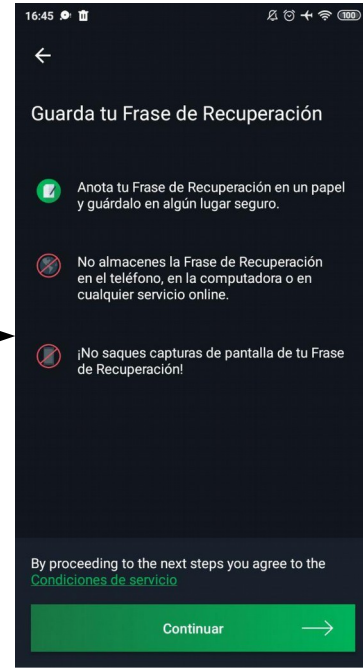 16:45
100
Guarda tu Frase de Recuperación
Anota tu Frase de Recuperación en un papel
y guárdalo en algún lugar seguro.
No almacenes la Frase de Recuperación
en el teléfono, en la computadora o en
cualquier servicio online.
¡No saques capturas de pantalla de tu Frase
de Recuperación!
By proceeding to the next steps you agree to the
Condiciones de servicio
Continuar